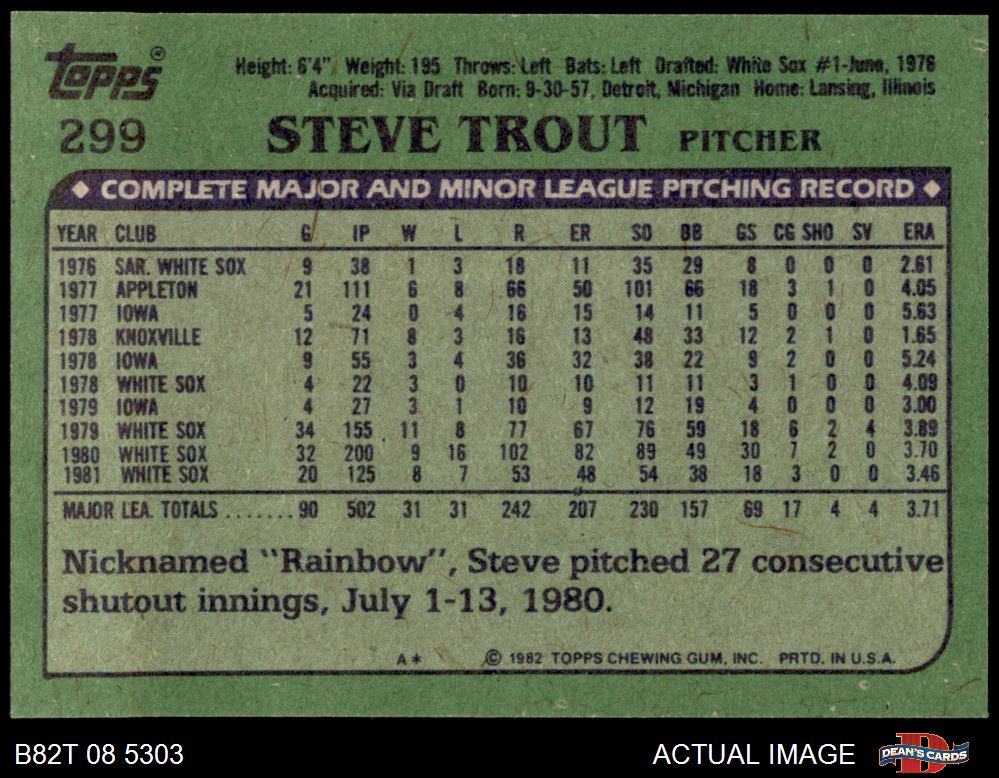 Topps®
Height: 6'4" Weight: 195 Throws: Left Bats: Left Drafted: White Sox #1-June, 1976
Acquired: Via Draft Born: 9-30-57, Detroit, Michigan Home: Lansing, Illinois
299 STEVE TROUT PITCHER
◆ COMPLETE MAJOR AND MINOR LEAGUE PITCHING RECORD ◆
YEAR CLUB G IP W L R ER SO BB GS CG SHO SV ERA
1976 SAR. WHITE SOX 9 38 1 3 18 11 35 29 8 0 0 0 2.61
1977 APPLETON 21 111 6 8 66 50 101 66 18 3 1 0 4.05
1977 IOWA 5 24 0 4 16 15 14 11 5 0 0 0 5.63
1978 KNOXVILLE 12 71 8 3 16 13 48 33 12 2 1 0 1.65
1978 IOWA 9 55 3 4 36 32 38 22 9 2 0 0 5.24
1978 WHITE SOX 4 22 3 0 10 10 11 11 3 1 0 0 4.09
1979 IOWA 4 27 3 1 10 9 12 19 4 0 0 0 3.00
1979 WHITE SOX 34 155 11 8 77 67 76 59 18 6 2 4 3.89
1980 WHITE SOX 32 200 9 16 102 82 89 49 30 7 2 0 3.70
1981 WHITE SOX 20 125 8 7 53 48 54 38 18 3 0 0 3.46
MAJOR LEA. TOTALS ....... 90 502 31 31 242 207 230 157 69 17 4 4 3.71
Nicknamed "Rainbow", Steve pitched 27 consecutive
shutout innings, July 1-13, 1980.
A* © 1982 TOPPS CHEWING GUM, INC. PRTD. IN U.S.A.
B82T 08 5303 ACTUAL IMAGE DEAN'S CARDS